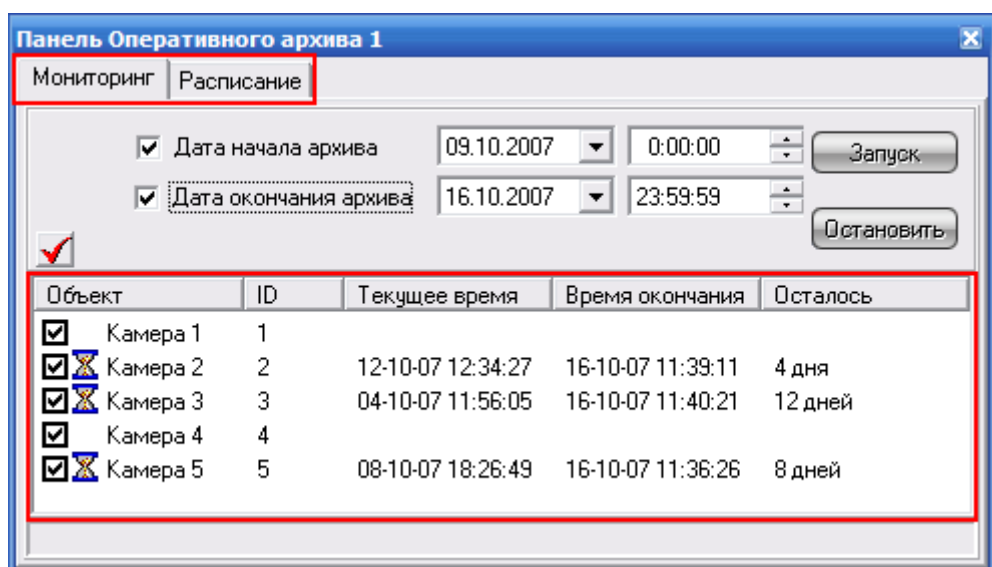 Панель Оперативного архива 1
Мониторинг Расписание
Дата начала архива 09.10.2007 0:00:00 Запуск
Дата окончания архива 16.10.2007 23:59:59
Остановить
Объект ID Текущее время Время окончания Осталось
Камера 1 1
Камера 2 2 12-10-07 12:34:27 16-10-07 11:39:11 4 дня
Камера 3 3 04-10-07 11:56:05 16-10-07 11:40:21 12 дней
Камера 4 4
Камера 5 5 08-10-07 18:26:49 16-10-07 11:36:26 8 дней